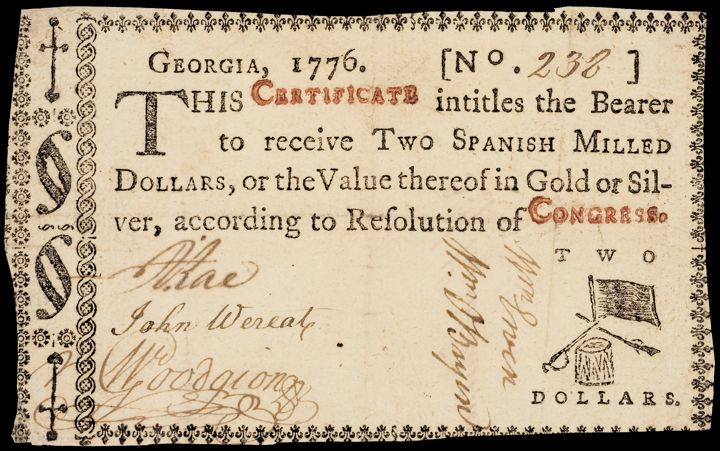 GEORGIA, 1776. [No. 238]
THIS CERTIFICATE intitles the Bearer
to receive TWO SPANISH MILLED
DOLLARS, or the Value thereof in Gold or Sil-
ver, according to Reſolution of CONGRESS.
TWO
Rae
John Wereat
DOLLARS.